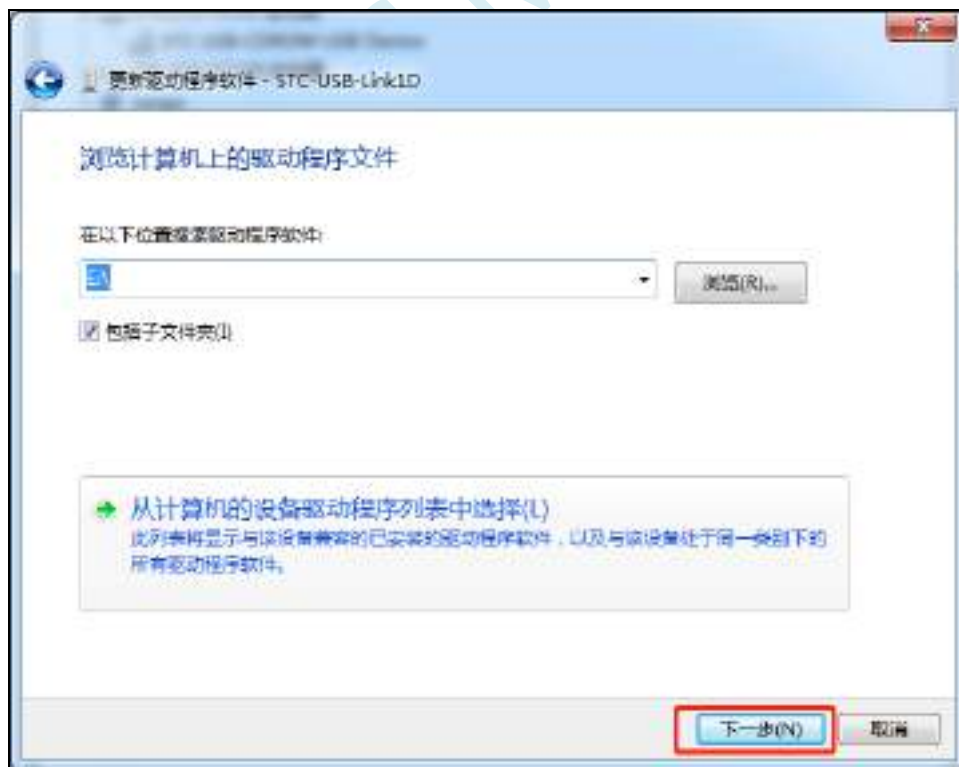 更新驱动程序软件 - STC-USB-Link1D
浏览计算机上的驱动程序文件
在以下位置搜索驱动程序软件:
E:\
浏览(R)...
包括子文件夹(I)
从计算机的设备驱动程序列表中选择(L)
此列表将显示与该设备兼容的已安装的驱动程序软件，以及与该设备处于同一类别下的
所有驱动程序软件。
下一步(N)
取消